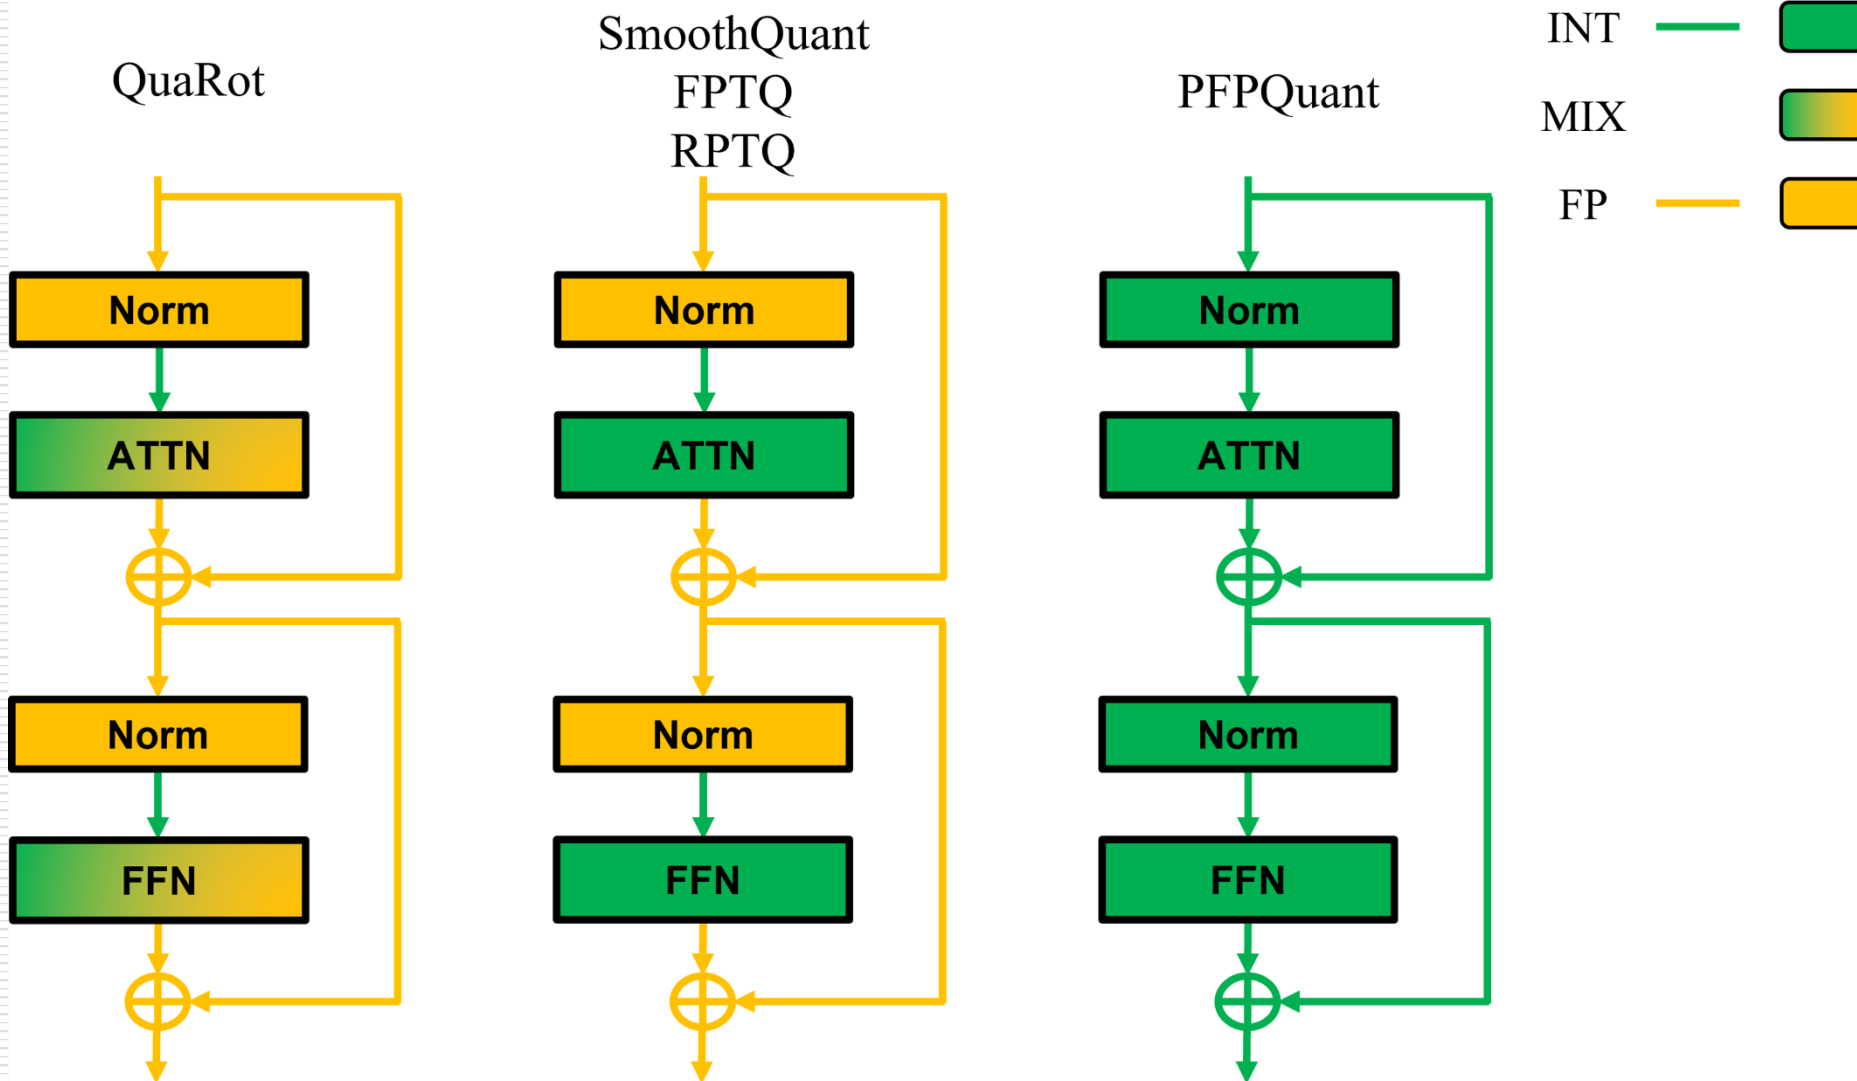 QuaRot
Norm
ATTN
Norm
FFN
SmoothQuant
FPTQ
RPTQ
Norm
ATTN
Norm
FFN
PFPQuant
Norm
ATTN
Norm
FFN
INT
MIX
FP